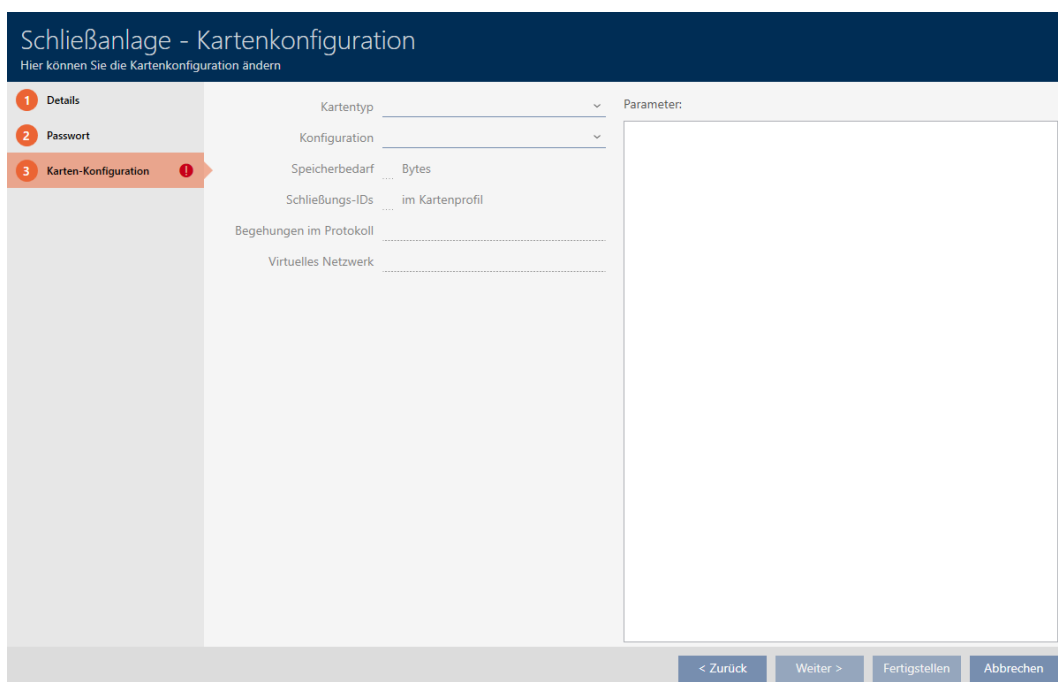 Schließanlage - Kartenkonfiguration
Hier können Sie die Kartenkonfiguration ändern
1 Details
2 Passwort
3 Karten-Konfiguration !
Kartentyp
Konfiguration
Speicherbedarf .... Bytes
Schließungs-IDs .... im Kartenprofil
Begehungen im Protokoll
Virtuelles Netzwerk
Parameter:
< Zurück
Weiter >
Fertigstellen
Abbrechen